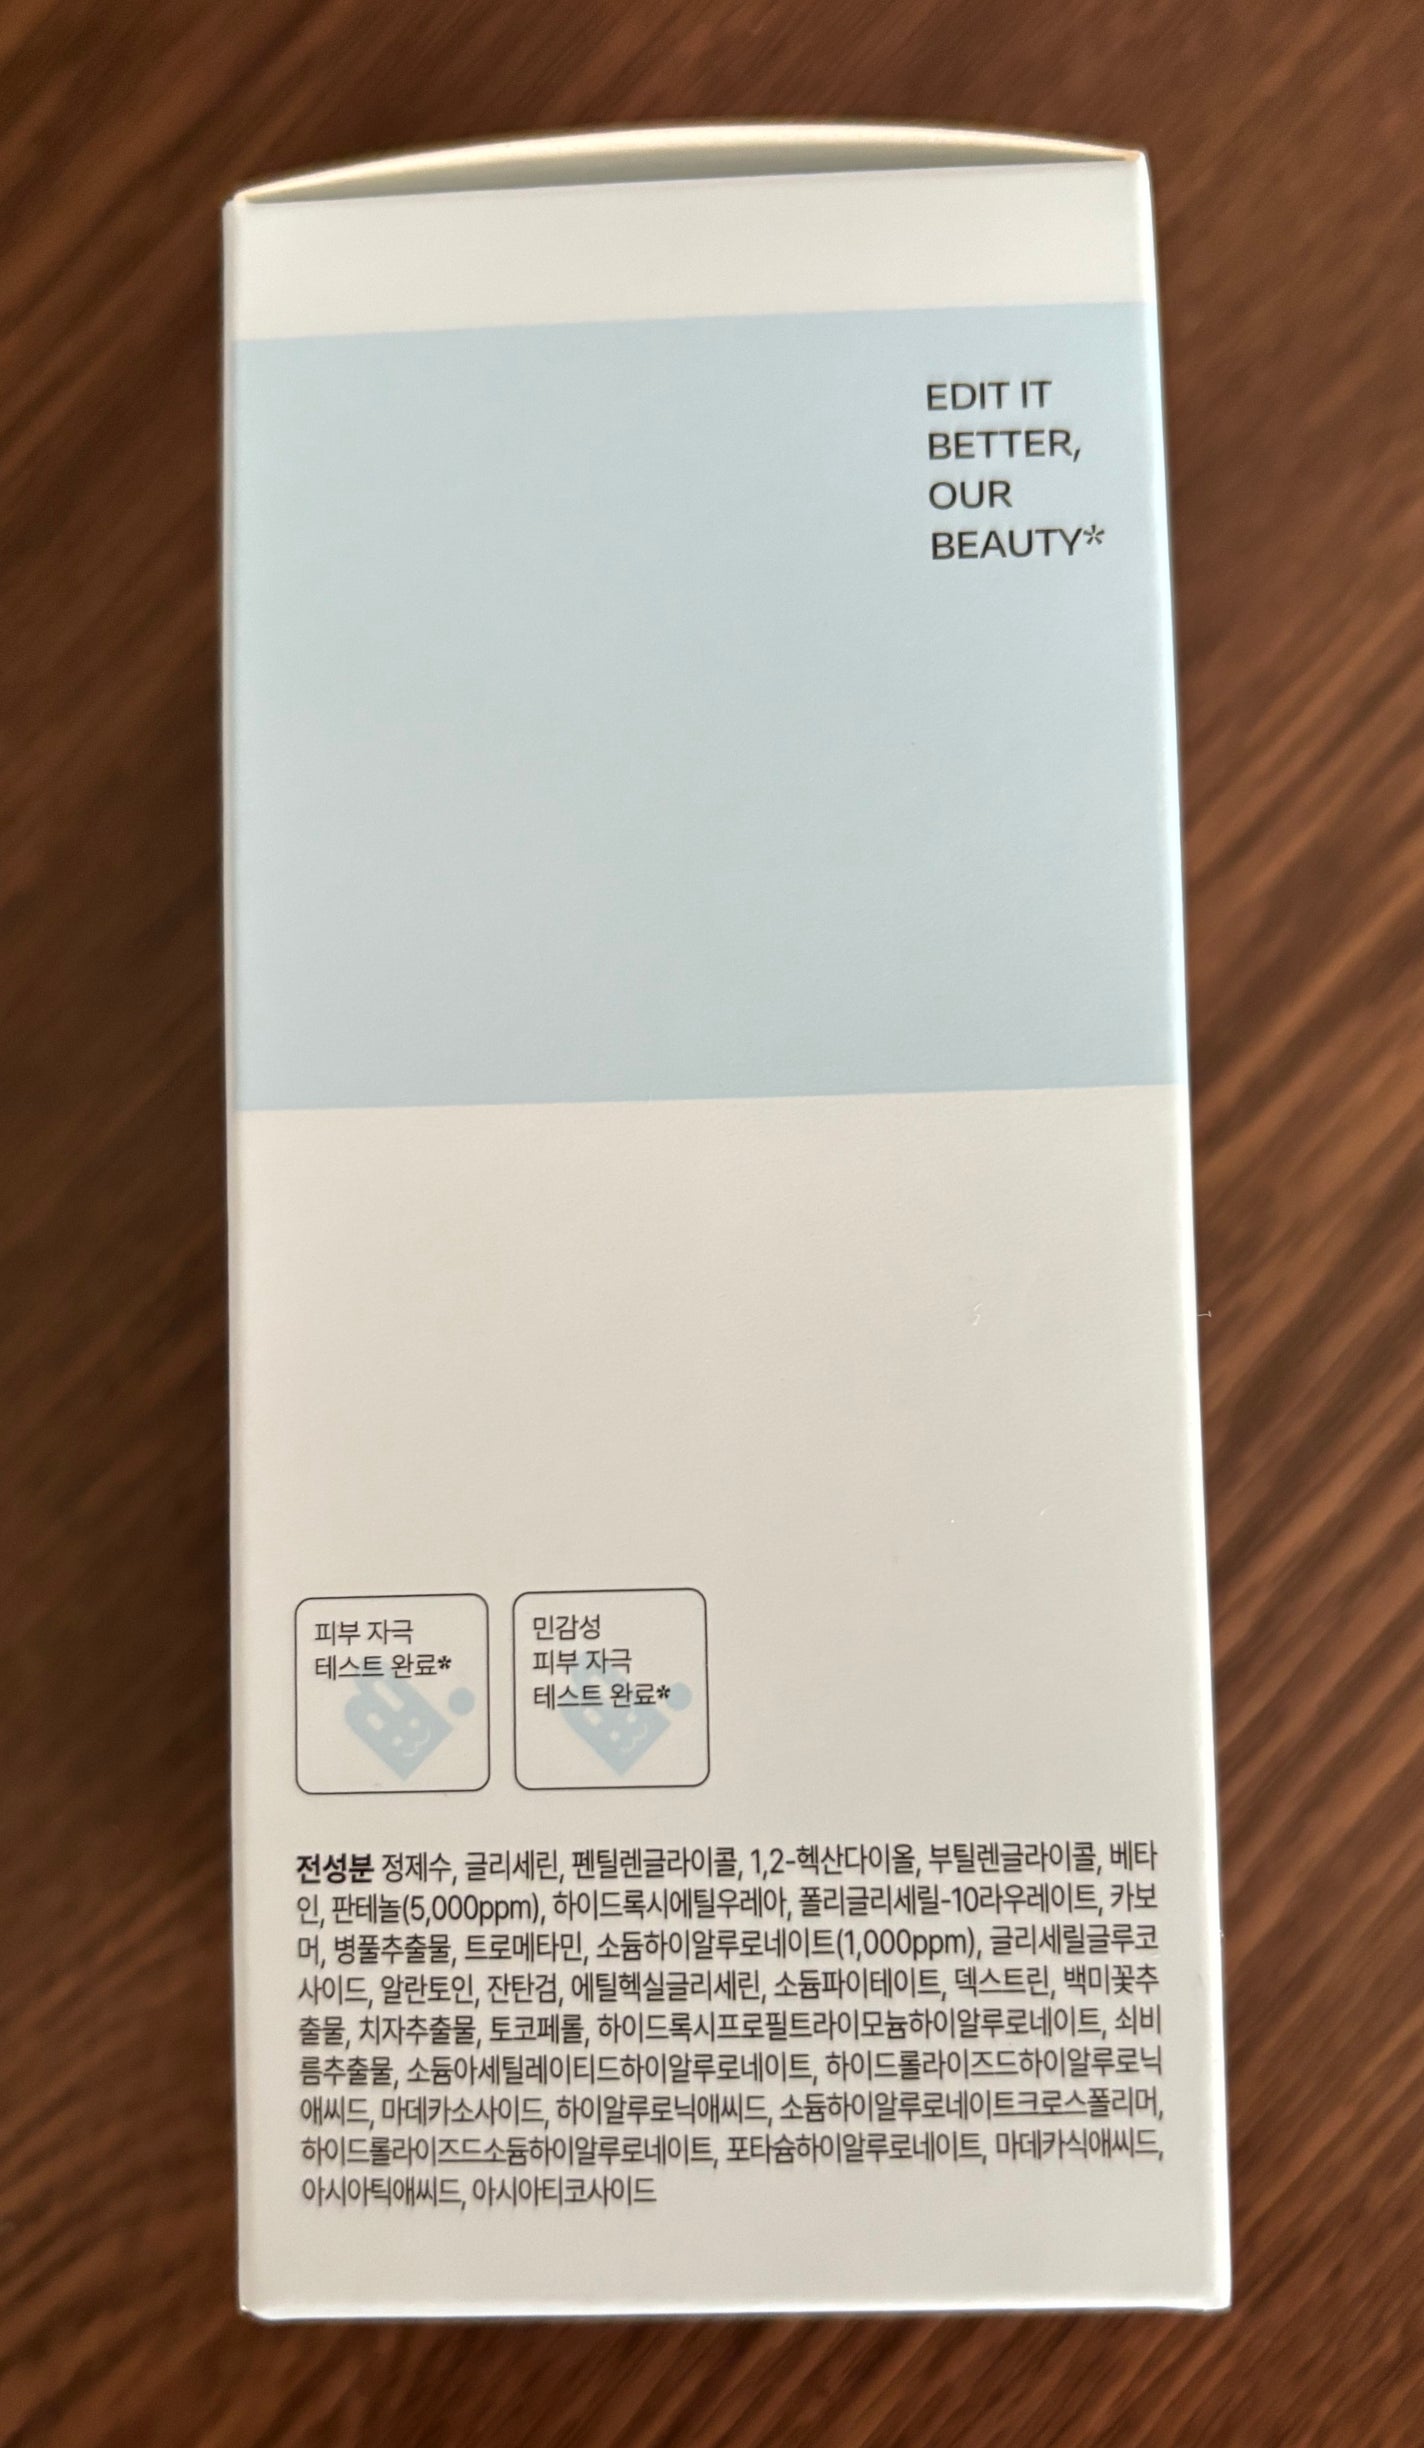 EDIT IT
BETTER,
OUR
BEAUTY*
피부 자극
테스트 완료*
민감성
피부 자극
테스트 완료*
전성분 정제수, 글리세린, 펜틸렌글라이콜, 1,2-헥산다이올, 부틸렌글라이콜, 베타
인, 판테놀(5,000ppm), 하이드록시에틸우레아, 폴리글리세릴-10라우레이트, 카보
머, 병풀추출물, 트로메타민, 소듐하이알루로네이트(1,000ppm), 글리세릴글루코
사이드, 알란토인, 잔탄검, 에틸헥실글리세린, 소듐파이테이트, 덱스트린, 백미꽃추
출물, 치자추출물, 토코페롤, 하이드록시프로필트라이모늄하이알루로네이트, 쇠비
름추출물, 소듐아세틸레이티드하이알루로네이트, 하이드롤라이즈드하이알루로닉
애씨드, 마데카소사이드, 하이알루로닉애씨드, 소듐하이알루로네이트크로스폴리머,
하이드롤라이즈드소듐하이알루로네이트, 포타슘하이알루로네이트, 마데카식애씨드,
아시아틱애씨드, 아시아티코사이드